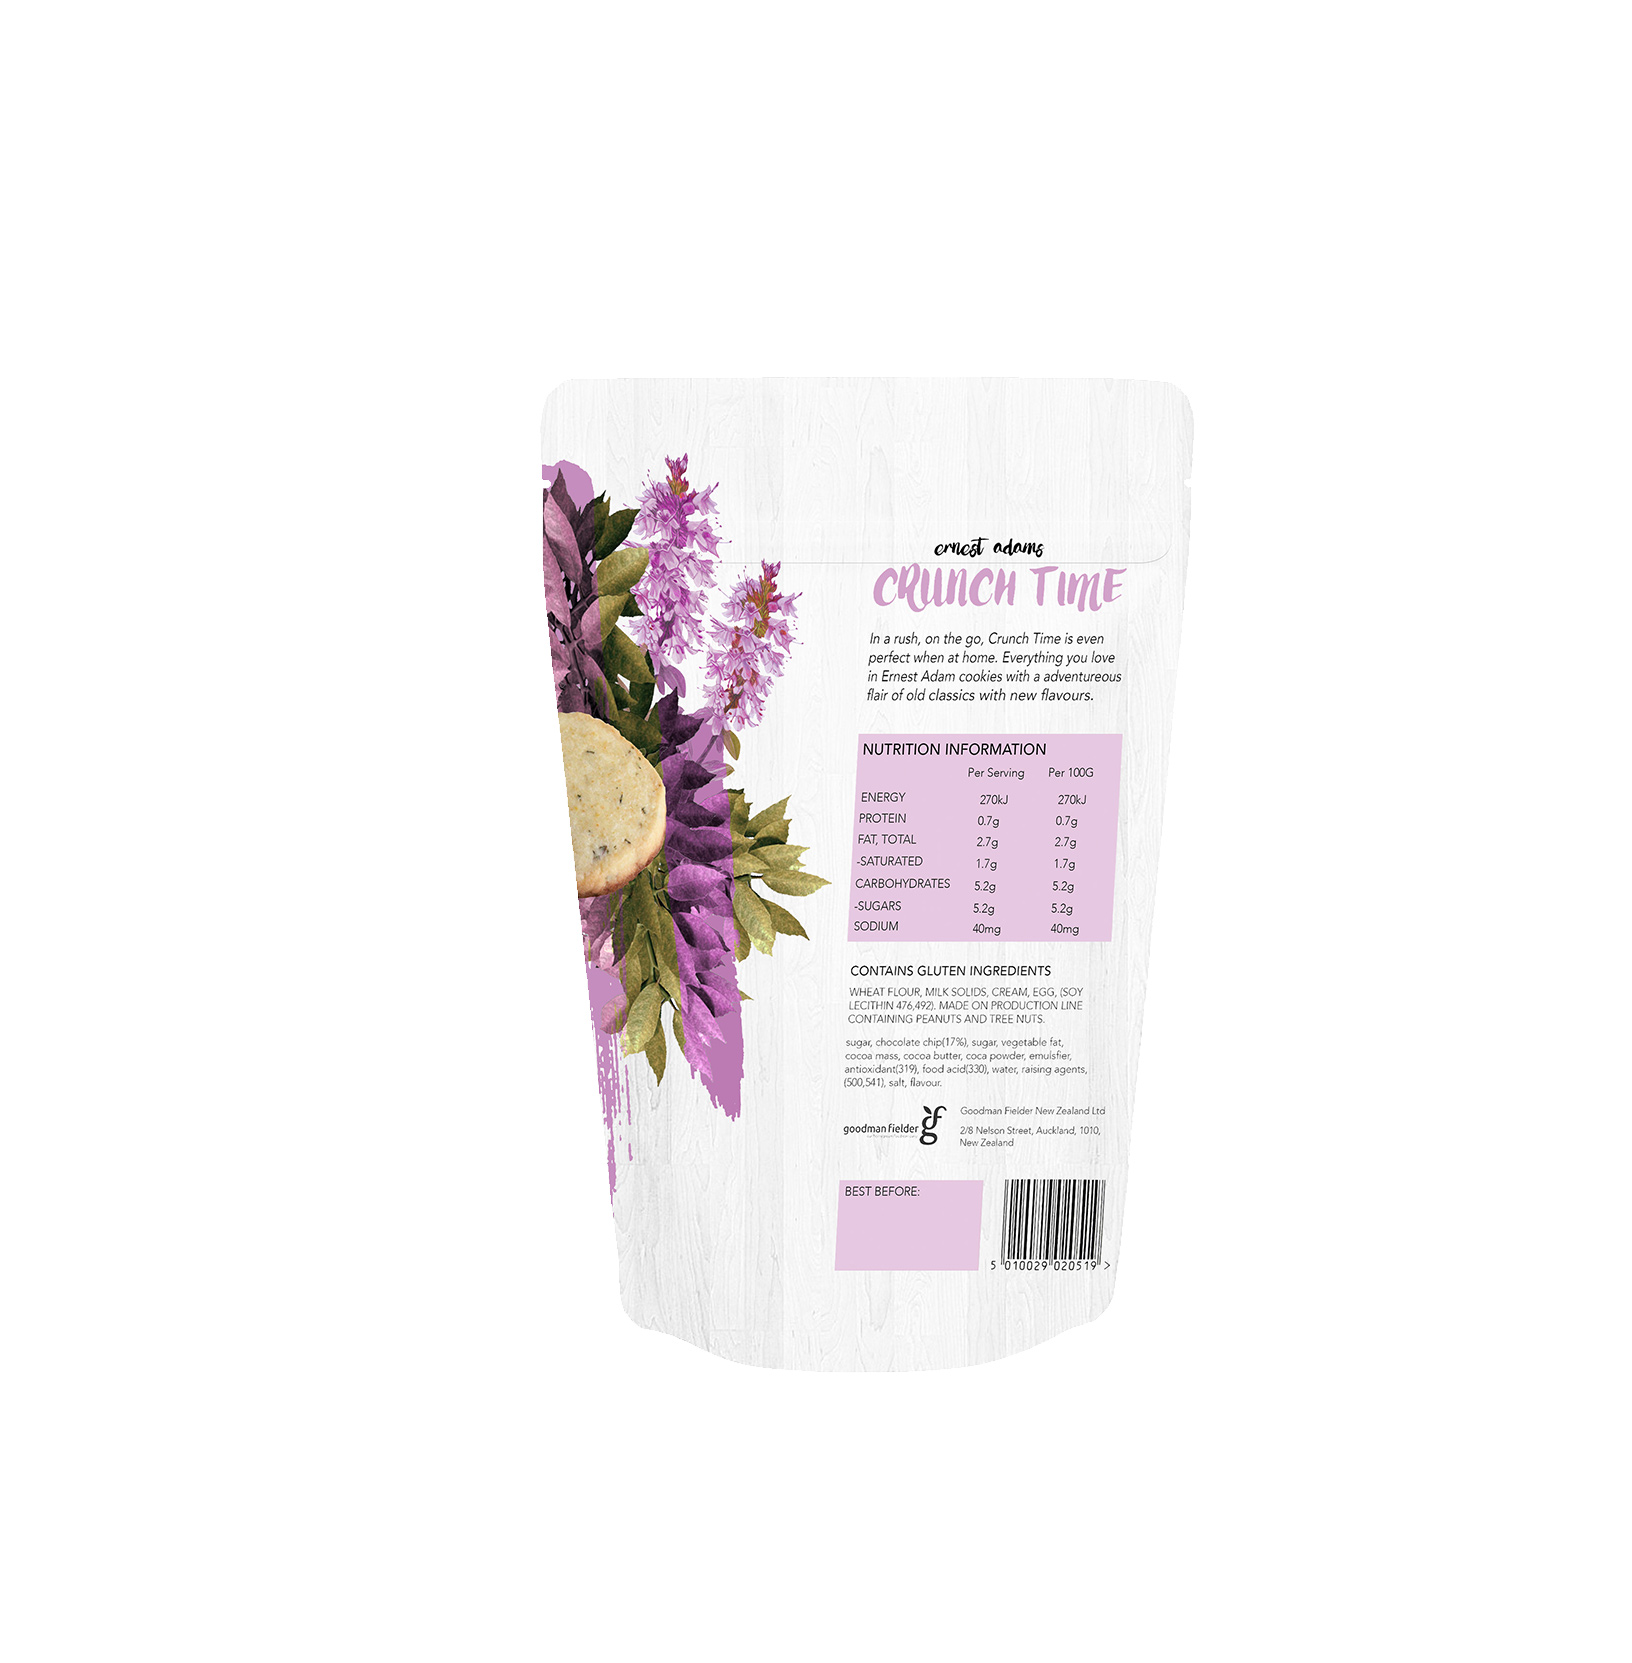 ernest adams
CRUNCH TIME
In a rush, on the go, Crunch Time is even
perfect when at home. Everything you love
in Ernest Adam cookies with a adventureous
flair of old classics with new flavours.
NUTRITION INFORMATION
Per Serving Per 100G
ENERGY 270kJ 270kJ
PROTEIN 0.7g 0.7g
FAT, TOTAL 2.7g 2.7g
-SATURATED 1.7g 1.7g
CARBOHYDRATES 5.2g 5.2g
-SUGARS 5.2g 5.2g
SODIUM 40mg 40mg
CONTAINS GLUTEN INGREDIENTS
WHEAT FLOUR, MILK SOLIDS, CREAM, EGG, (SOY
LECITHIN 476,492). MADE ON PRODUCTION LINE
CONTAINING PEANUTS AND TREE NUTS.
sugar, chocolate chip(17%), sugar, vegetable fat,
cocoa mass, cocoa butter, coca powder, emulsfier,
antioxidant(319), food acid(330), water, raising agents,
(500,541), salt, flavour.
goodman fielder gf
Goodman Fielder New Zealand Ltd
2/8 Nelson Street, Auckland, 1010,
New Zealand
BEST BEFORE:
5 010029 020519 >